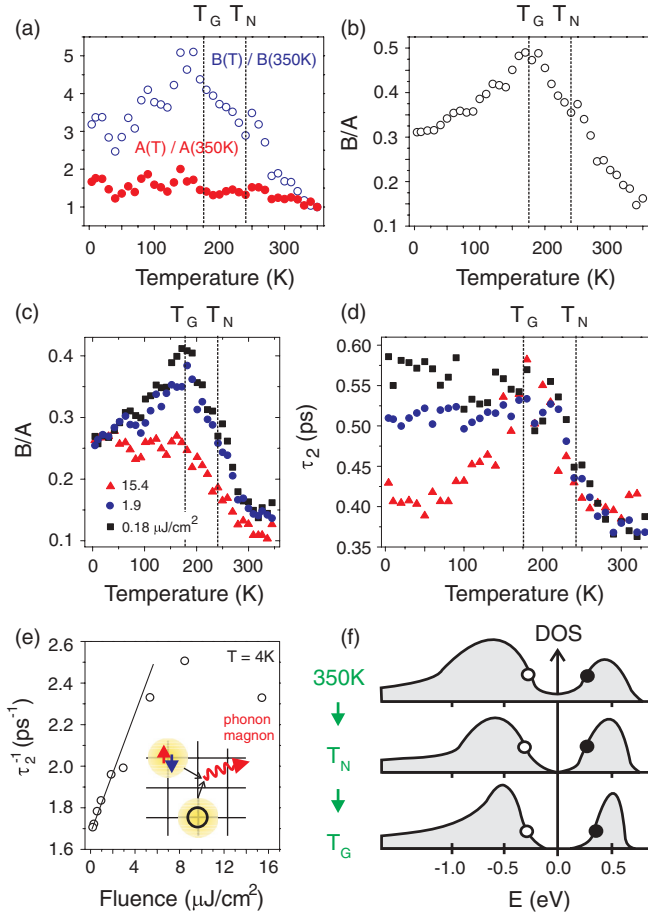 T_G T_N
(a)
B(T) / B(350K)
A(T) / A(350K)
5
4
3
2
1
0 100 200 300
Temperature (K)
T_G T_N
(b)
B/A
0.5
0.4
0.3
0.2
0.1
0 100 200 300
Temperature (K)
T_G T_N
(c)
B/A
0.4
0.3
0.2
0.1
15.4
1.9
0.18 μJ/cm²
0 100 200 300
Temperature (K)
T_G T_N
(d)
τ₂ (ps)
0.60
0.55
0.50
0.45
0.40
0.35
0 100 200 300
Temperature (K)
(e)
T = 4K
τ₂⁻¹ (ps⁻¹)
2.6
2.4
2.2
2.0
1.8
1.6
phonon
magnon
0 4 8 12 16
Fluence (μJ/cm²)
(f)
DOS
350K
T_N
T_G
-1.0 -0.5 0.0 0.5
E (eV)